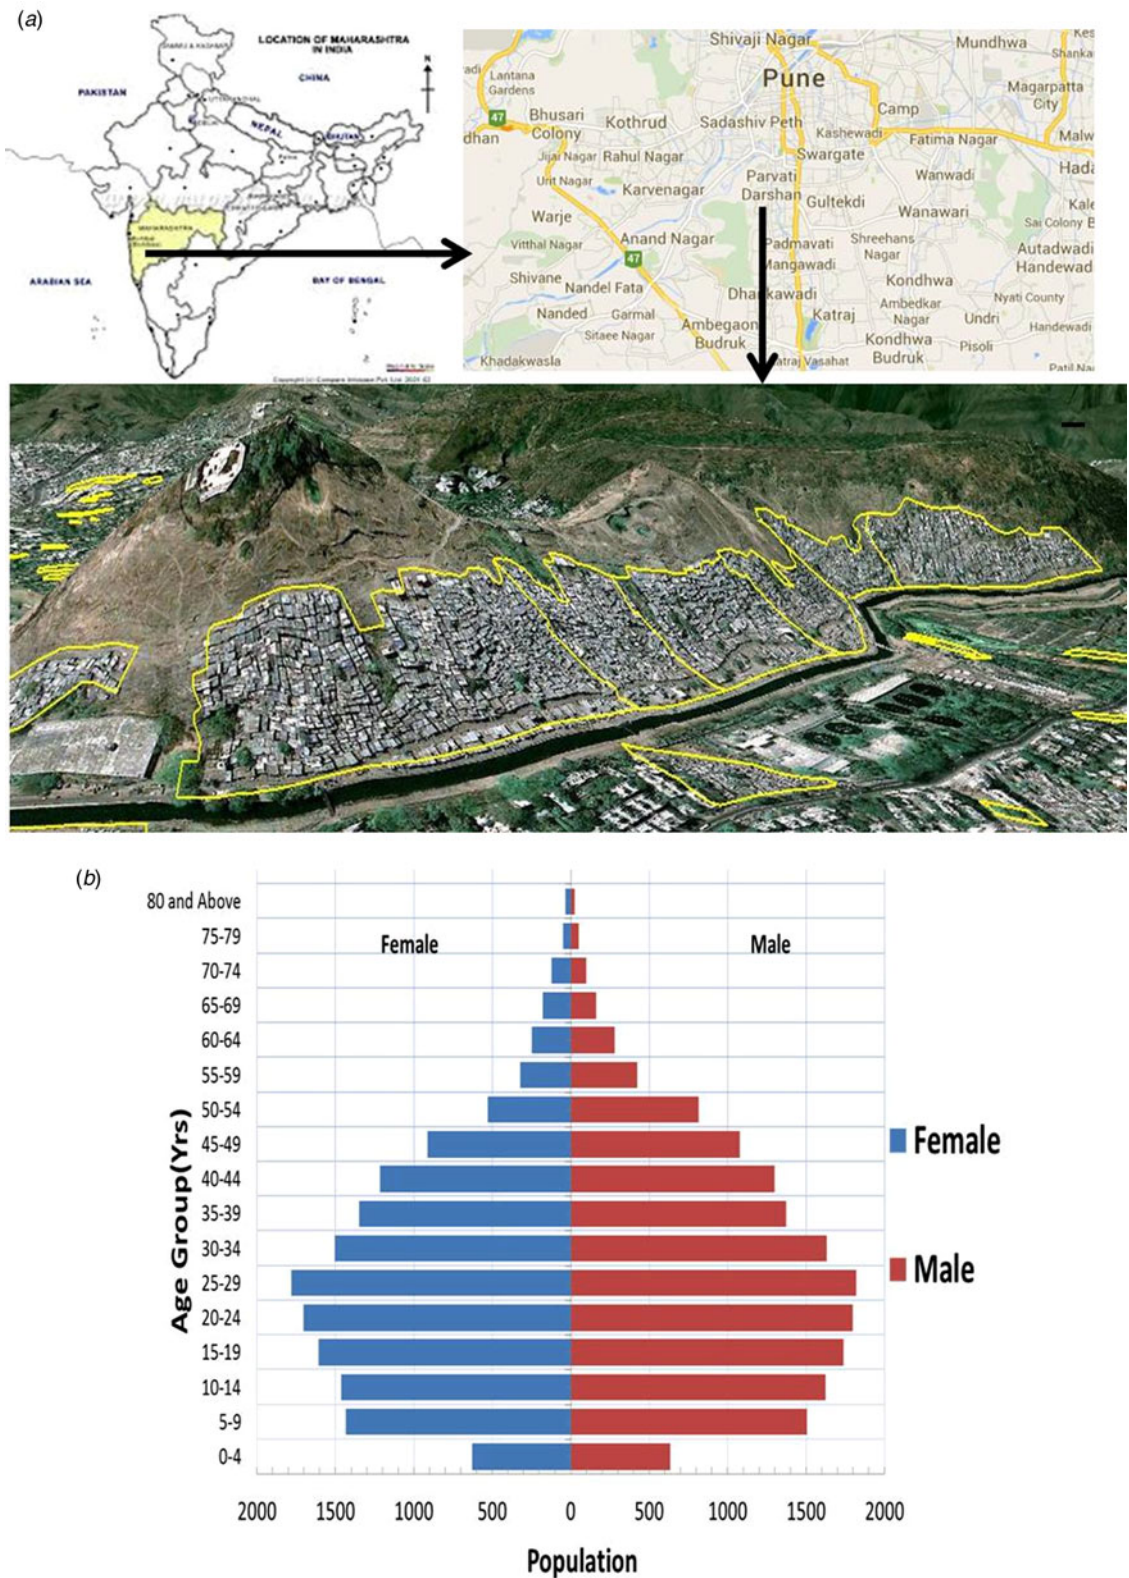 (a)
LOCATION OF MAHARASHTRA
IN INDIA
N
CHINA
PAKISTAN
NEPAL
BHUTAN
MAHARASHTRA
ARABIAN SEA
BAY OF BENGAL
Shivaji Nagar
Mundhwa
Pune
Lantana
Gardens
Magarpatta
City
47
Bhusari
Colony
Kothrud
Sadashiv Peth
Camp
Kashewadi
Fatima Nagar
dhan
Jijai Nagar
Rahul Nagar
Swargate
Urit Nagar
Karvenagar
Parvati
Darshan
Wanwadi
Gultekdi
Wanawari
Warje
Sai Colony B
Vitthal Nagar
Anand Nagar
Padmavati
Shreehans
Nagar
Autadwadi
Handewad
47
Mangawadi
Shivane
Nandel Fata
Dhankawadi
Kondhwa
Nyati County
Nanded
Garmal
Katraj
Ambedkar
Nagar
Undri
Handewadi
Sitaee Nagar
Ambegaon
Budruk
Kondhwa
Budruk
Pisoli
Khadakwasla
(b)
80 and Above
75-79
Female
Male
70-74
65-69
60-64
55-59
50-54
45-49
40-44
35-39
30-34
25-29
20-24
15-19
10-14
5-9
0-4
Age Group(Yrs)
Female
Male
2000 1500 1000 500 0 500 1000 1500 2000
Population